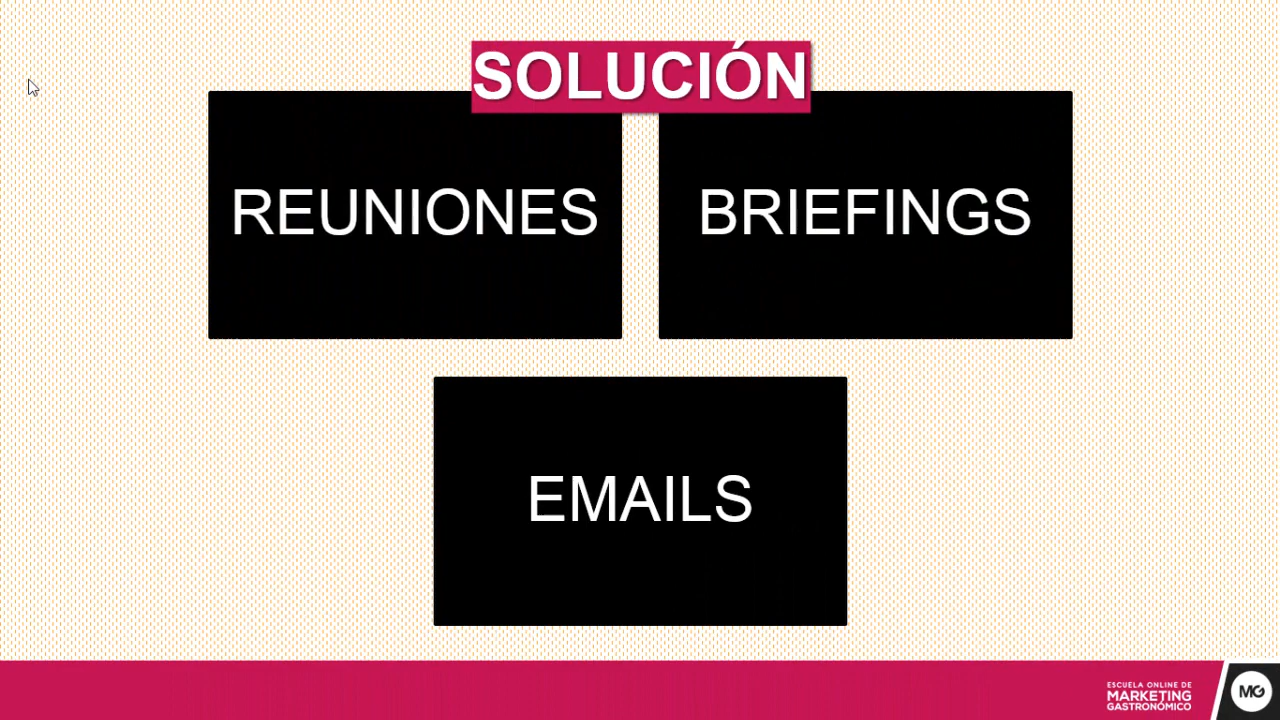 SOLUCIÓN
REUNIONES
BRIEFINGS
EMAILS
ESCUELA ONLINE DE
MARKETING
GASTRONÓMICO
MG